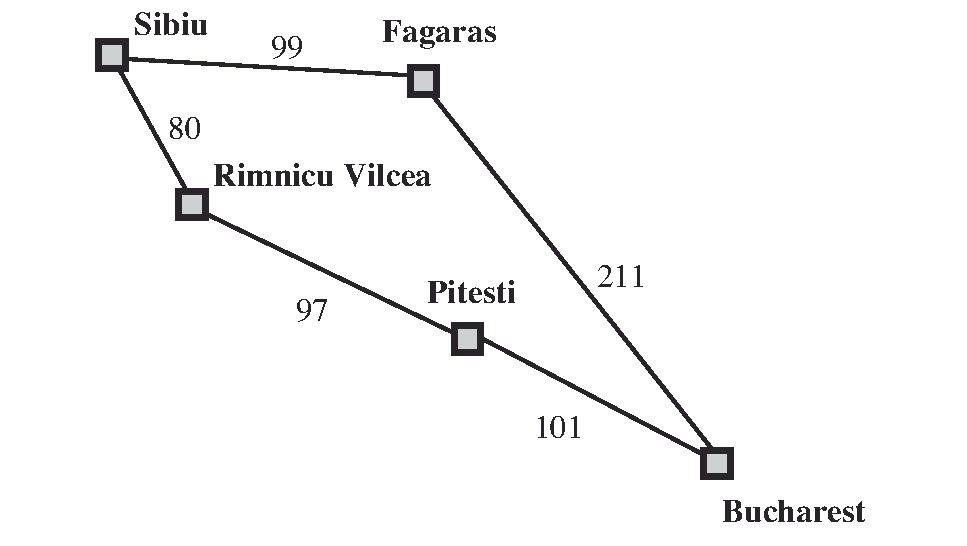 Sibiu
Fagaras
99
80
Rimnicu Vilcea
211
Pitesti
97
101
Bucharest